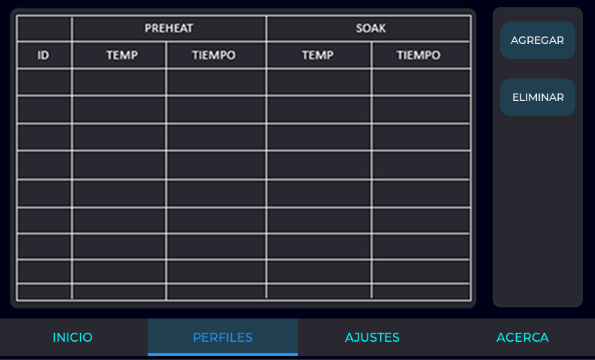 PREHEAT SOAK
ID TEMP TIEMPO TEMP TIEMPO
AGREGAR
ELIMINAR
INICIO PERFILES AJUSTES ACERCA